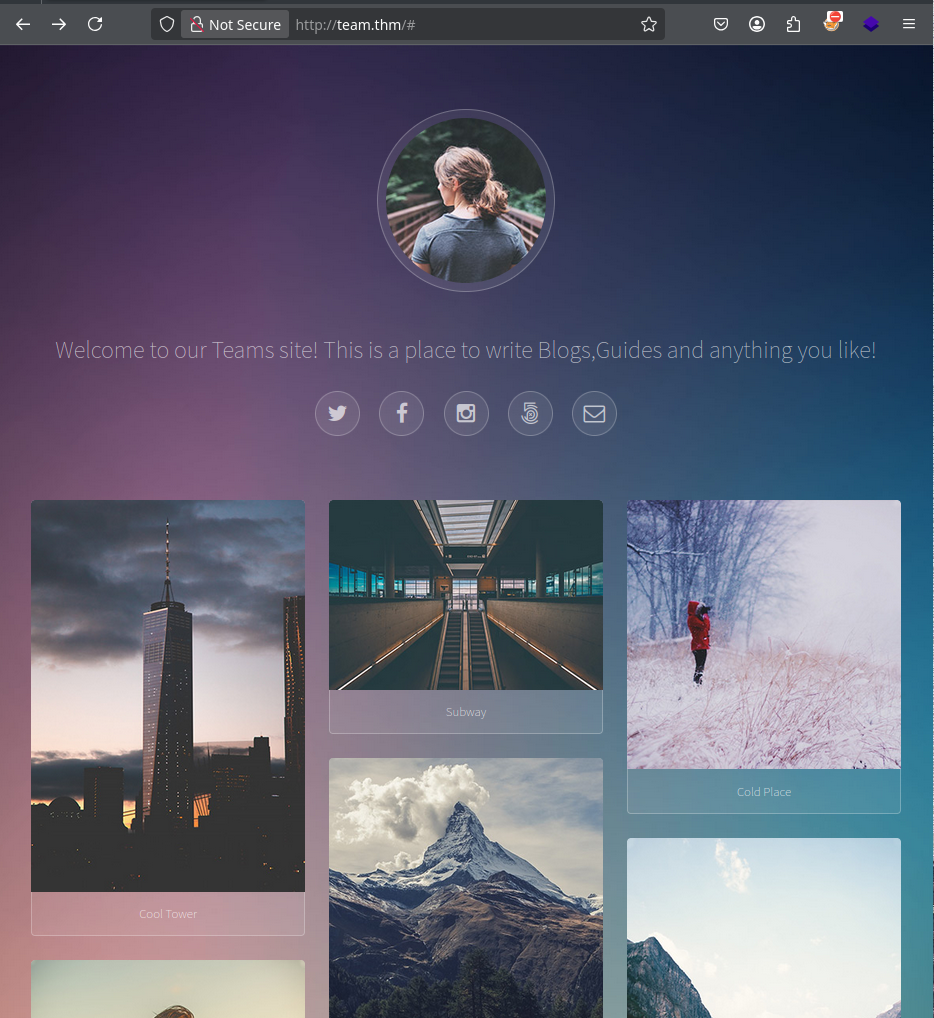 Not Secure http://team.thm/#
Welcome to our Teams site! This is a place to write Blogs,Guides and anything you like!
Subway
Cold Place
Cool Tower